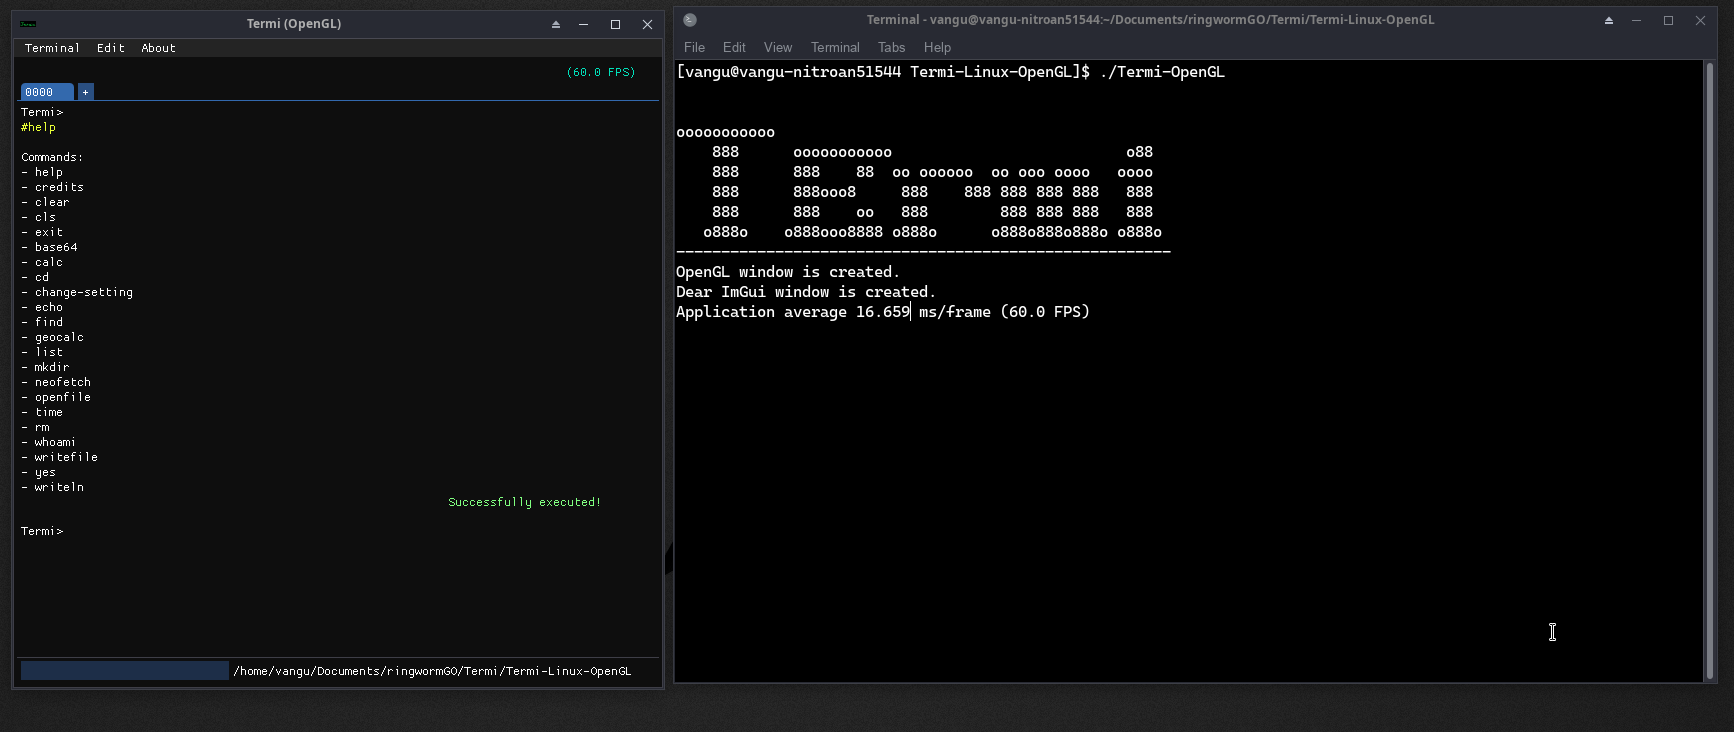 Termi (OpenGL)
Terminal Edit About
(60.0 FPS)
0000 +
Termi>
#help
Commands:
- help
- credits
- clear
- cls
- exit
- base64
- calc
- cd
- change-setting
- echo
- find
- geocalc
- list
- mkdir
- neofetch
- openfile
- time
- rm
- whoami
- writefile
- yes
- writeln
Successfully executed!
Termi>
/home/vangu/Documents/ringwormGO/Termi/Termi-Linux-OpenGL
Terminal - vangu@vangu-nitroan51544:~/Documents/ringwormGO/Termi/Termi-Linux-OpenGL
File Edit View Terminal Tabs Help
[vangu@vangu-nitroan51544 Termi-Linux-OpenGL]$ ./Termi-OpenGL
ooooooooooo
    888      ooooooooooo                          o88
    888      888    88  oo oooooo  oo ooo oooo   oooo
    888      888ooo8     888    888 888 888 888   888
    888      888    oo   888        888 888 888   888
   o888o    o888ooo8888 o888o      o888o888o888o o888o
-------------------------------------------------------
OpenGL window is created.
Dear ImGui window is created.
Application average 16.659 ms/frame (60.0 FPS)